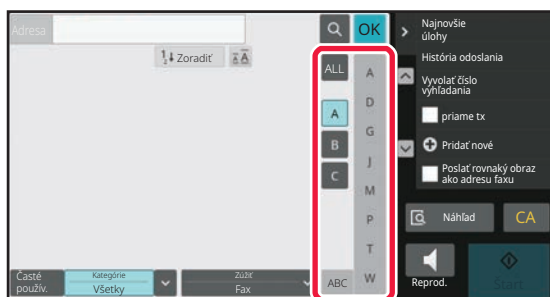 Adresa
OK
Zoradiť
ALL
A
B
C
ABC
A
D
G
J
M
P
T
W
Časté
použív.
Kategórie
Všetky
Zúžiť
Fax
Najnovšie
úlohy
História odoslania
Vyvolať číslo
vyhľadania
priame tx
Pridať nové
Poslať rovnaký obraz
ako adresu faxu
Náhľad
CA
Reprod.
Štart